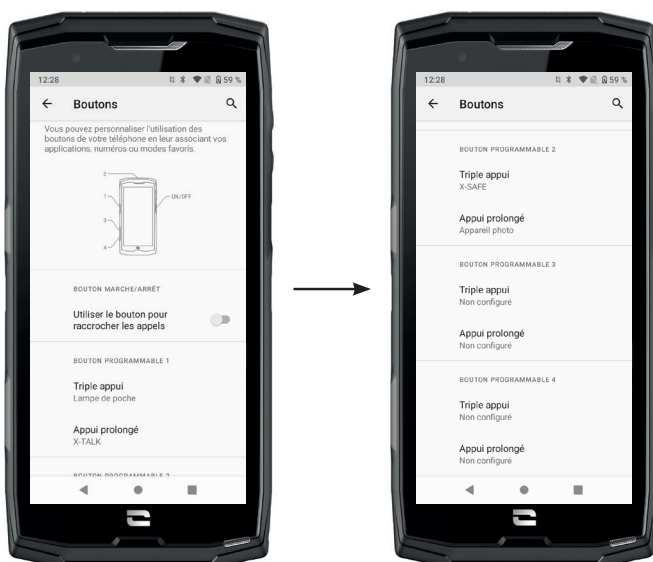 12:28
59 %
Boutons
Vous pouvez personnaliser l'utilisation des
boutons de votre téléphone en leur associant vos
applications, numéros ou modes favoris.
2
1
ON/OFF
3
4
BOUTON MARCHE/ARRÊT
Utiliser le bouton pour
raccrocher les appels
BOUTON PROGRAMMABLE 1
Triple appui
Lampe de poche
Appui prolongé
X-TALK
BOUTON PROGRAMMABLE 2
12:28
59 %
Boutons
BOUTON PROGRAMMABLE 2
Triple appui
X-SAFE
Appui prolongé
Appareil photo
BOUTON PROGRAMMABLE 3
Triple appui
Non configuré
Appui prolongé
Non configuré
BOUTON PROGRAMMABLE 4
Triple appui
Non configuré
Appui prolongé
Non configuré